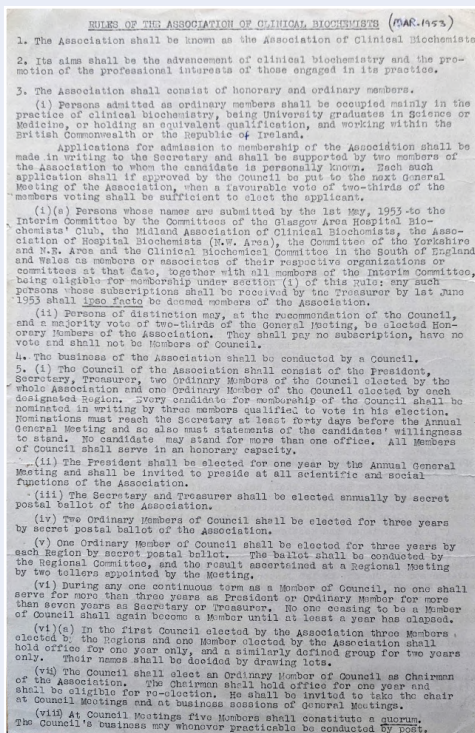 RULES OF THE ASSOCIATION OF CLINICAL BIOCHEMISTS (MAR. 1953)
1. The Association shall be known as the Association of Clinical Biochemists
2. Its aims shall be the advancement of clinical biochemistry and the pro-
motion of the professional interests of those engaged in its practice.
3. The Association shall consist of honorary and ordinary members.
(i) Persons admitted as ordinary members shall be occupied mainly in the
practice of clinical biochemistry, being University graduates in Science or
Medicine, or holding an equivalent qualification, and working within the
British Commonwealth or the Republic of Ireland.
Applications for admission to membership of the Association shall be
made in writing to the Secretary and shall be supported by two members of
the Association to whom the candidate is personally known. Each such
application shall if approved by the Council be put to the next General
Meeting of the Association, when a favourable vote of two-thirds of the
members voting shall be sufficient to elect the applicant.
(i)(a) Persons whose names are submitted by the 1st May, 1953 to the
Interim Committee by the Committees of the Glasgow Area Hospital Bio-
chemists' Club, the Midland Association of Clinical Biochemists, the Asso-
ciation of Hospital Biochemists (N.W. Area), the Committee of the Yorkshire
and N.E. Area and the Clinical Biochemical Committee in the South of England
and Wales as members or associates of their respective organizations or
committees at that date, together with all members of the Interim Committee,
being eligible for membership under section (i) of this Rule: any such
persons whose subscriptions shall be received by the Treasurer by 1st June
1953 shall ipso facto be deemed members of the Association.
(ii) Persons of distinction may, at the recommendation of the Council,
and a majority vote of two-thirds of the General Meeting, be elected Hon-
orary Members of the Association. They shall pay no subscription, have no
vote and shall not be Members of Council.
4. The business of the Association shall be conducted by a Council.
5. (i) The Council of the Association shall consist of the President,
Secretary, Treasurer, two Ordinary Members of the Council elected by the
whole Association and one Ordinary Member of the Council elected by each
designated Region. Every candidate for membership of the Council shall be
nominated in writing by three members qualified to vote in his election.
Nominations must reach the Secretary at least forty days before the Annual
General Meeting and so also must statements of the candidates' willingness
to stand. No candidate may stand for more than one office. All Members
of Council shall serve in an honorary capacity.
(ii) The President shall be elected for one year by the Annual General
Meeting and shall be invited to preside at all scientific and social
functions of the Association.
(iii) The Secretary and Treasurer shall be elected annually by secret
postal ballot of the Association.
(iv) Two Ordinary Members of Council shall be elected for three years
by secret postal ballot of the Association.
(v) One Ordinary Member of Council shall be elected for three years by
each Region by secret postal ballot. The ballot shall be conducted by
the Regional Committee, and the result ascertained at a Regional Meeting
by two tellers appointed by the Meeting.
(vi) During any one continuous term as a Member of Council, no one shall
serve for more than three years as President or Ordinary Member for more
than seven years as Secretary or Treasurer. No one ceasing to be a Member
of Council shall again become a Member until at least a year has elapsed.
(vi)(a) In the first Council elected by the Association three Members
elected by the Regions and one Member elected by the Association shall
hold office for one year only, and a similarly defined group for two years
only. Their names shall be decided by drawing lots.
(vii) The Council shall elect an Ordinary Member of Council as Chairman
of the Association. The Chairman shall hold office for one year and
shall be eligible for re-election. He shall be invited to take the chair
at Council Meetings and at business sessions of General Meetings.
(viii) At Council Meetings five Members shall constitute a quorum.
The Council's business may whenever practicable be conducted by post.